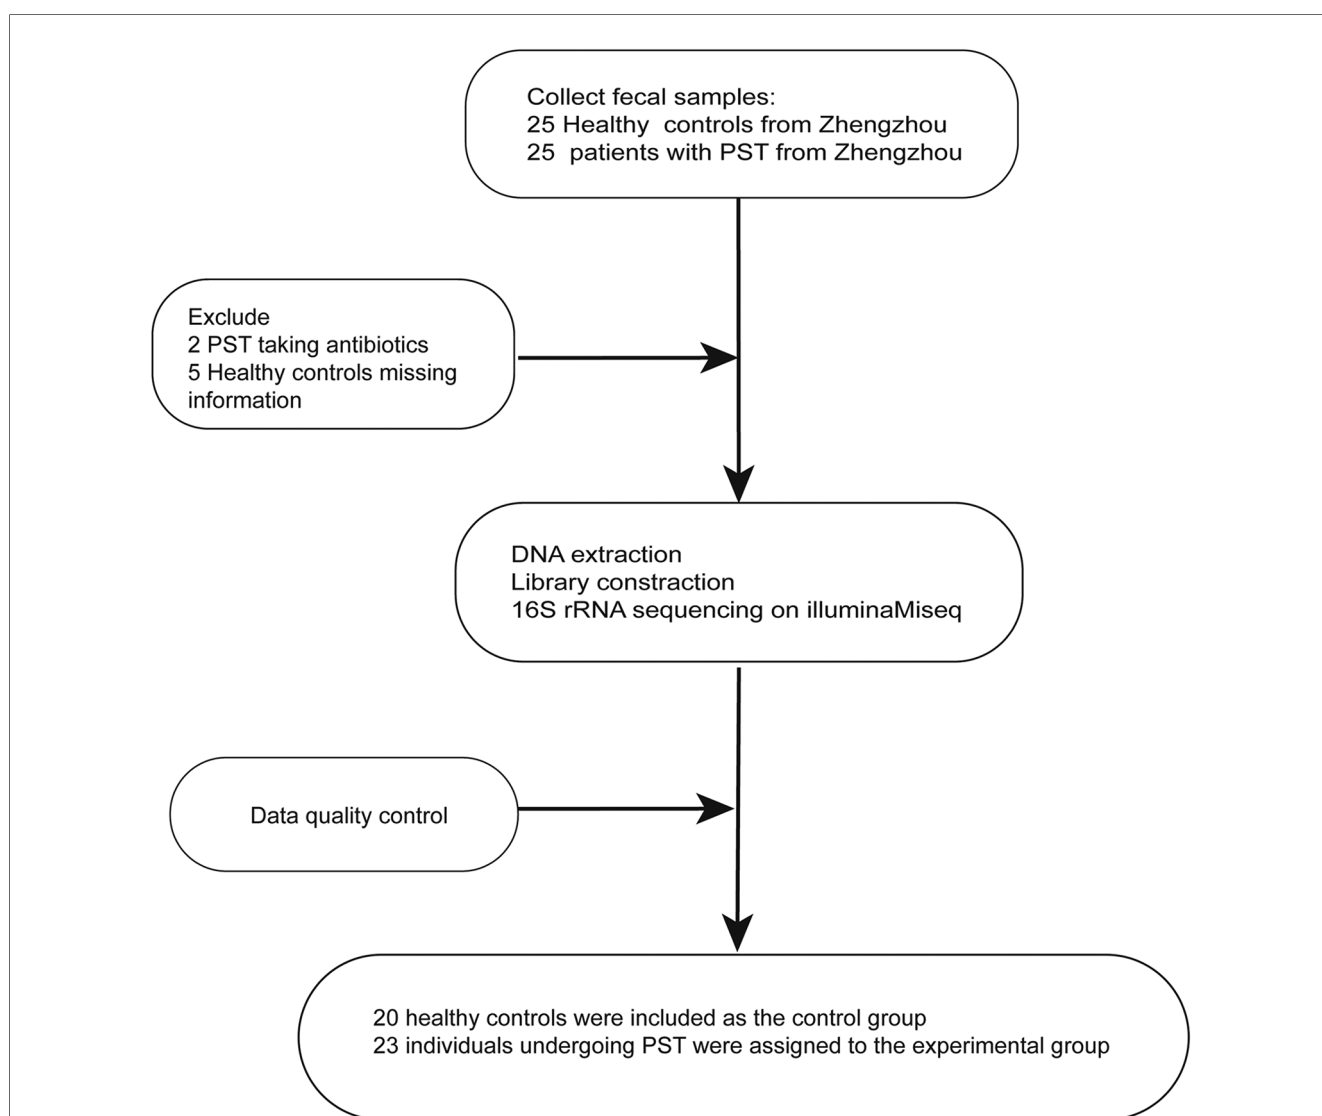 Collect fecal samples:
25 Healthy controls from Zhengzhou
25 patients with PST from Zhengzhou
Exclude
2 PST taking antibiotics
5 Healthy controls missing
information
DNA extraction
Library constraction
16S rRNA sequencing on illuminaMiseq
Data quality control
20 healthy controls were included as the control group
23 individuals undergoing PST were assigned to the experimental group